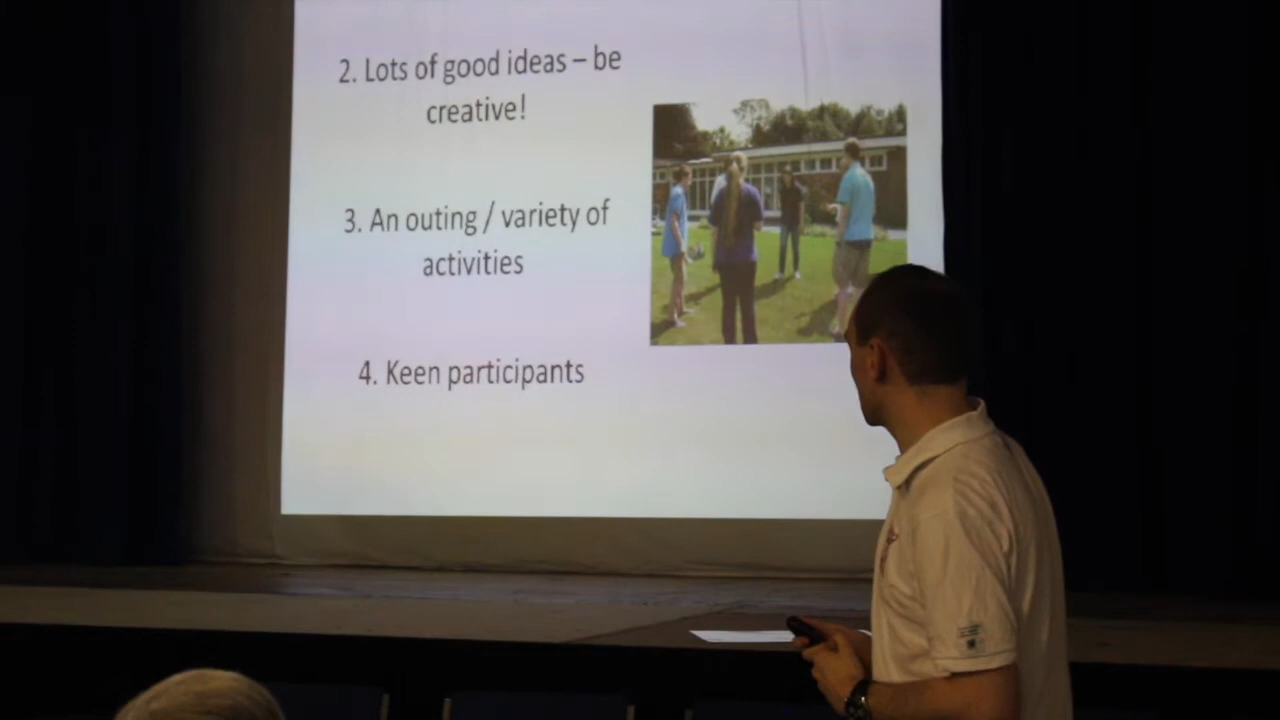 2. Lots of good ideas – be
creative!
3. An outing / variety of
activities
4. Keen participants